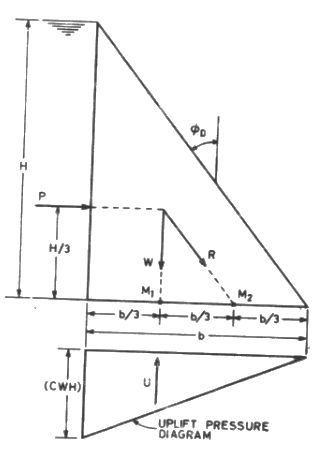 φD
H
P
H/3
W
R
M1
M2
b/3
b/3
b/3
b
(CWH)
U
UPLIFT PRESSURE
DIAGRAM